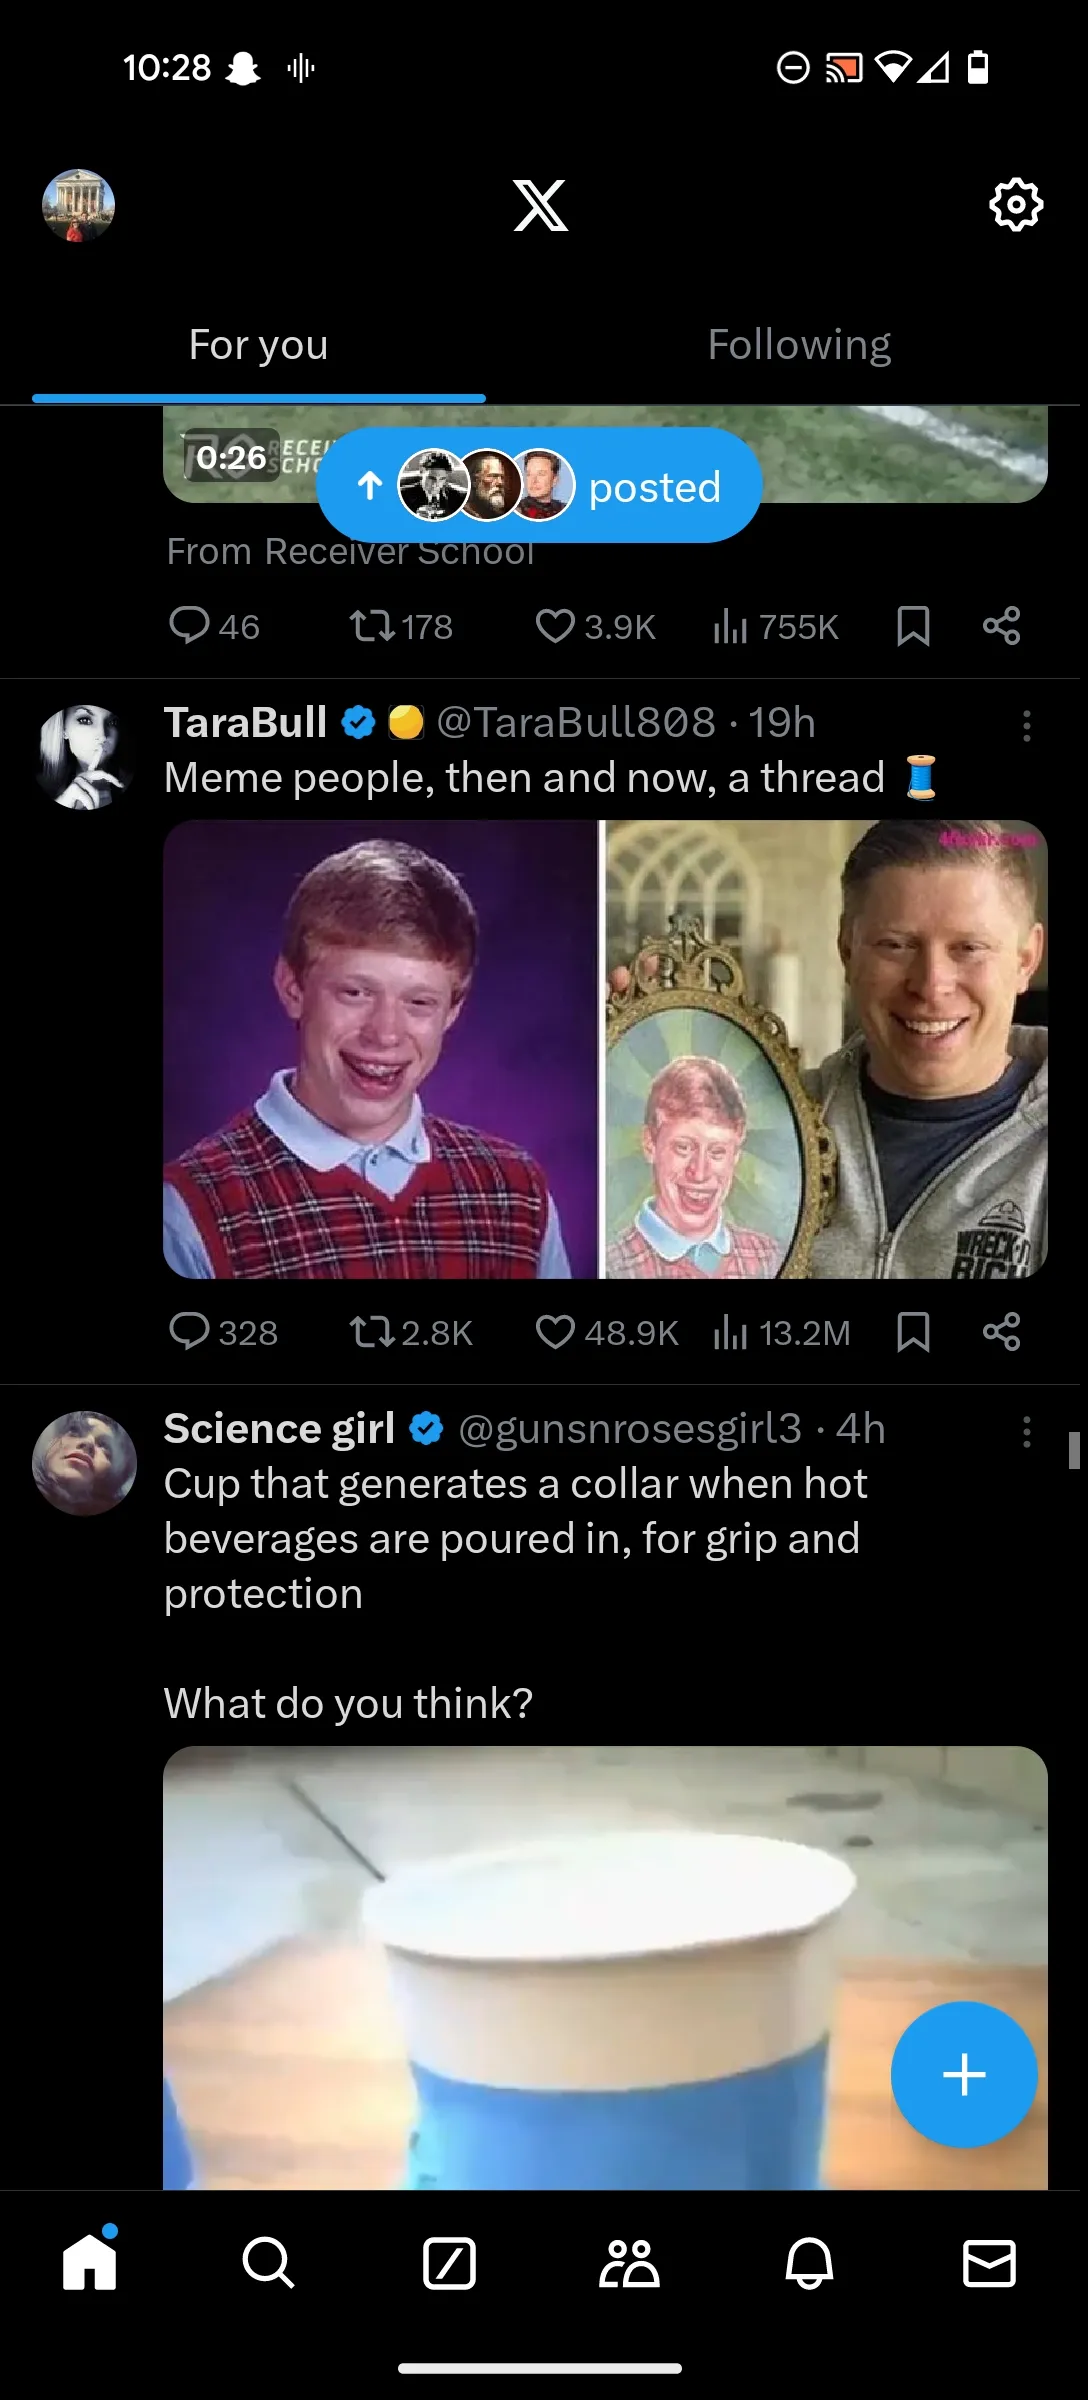 10:28
For you
Following
0:26
posted
From Receiver School
46
178
3.9K
755K
TaraBull @TaraBull808 · 19h
Meme people, then and now, a thread
WRECK-IT
328
2.8K
48.9K
13.2M
Science girl @gunsnrosesgirl3 · 4h
Cup that generates a collar when hot
beverages are poured in, for grip and
protection
What do you think?